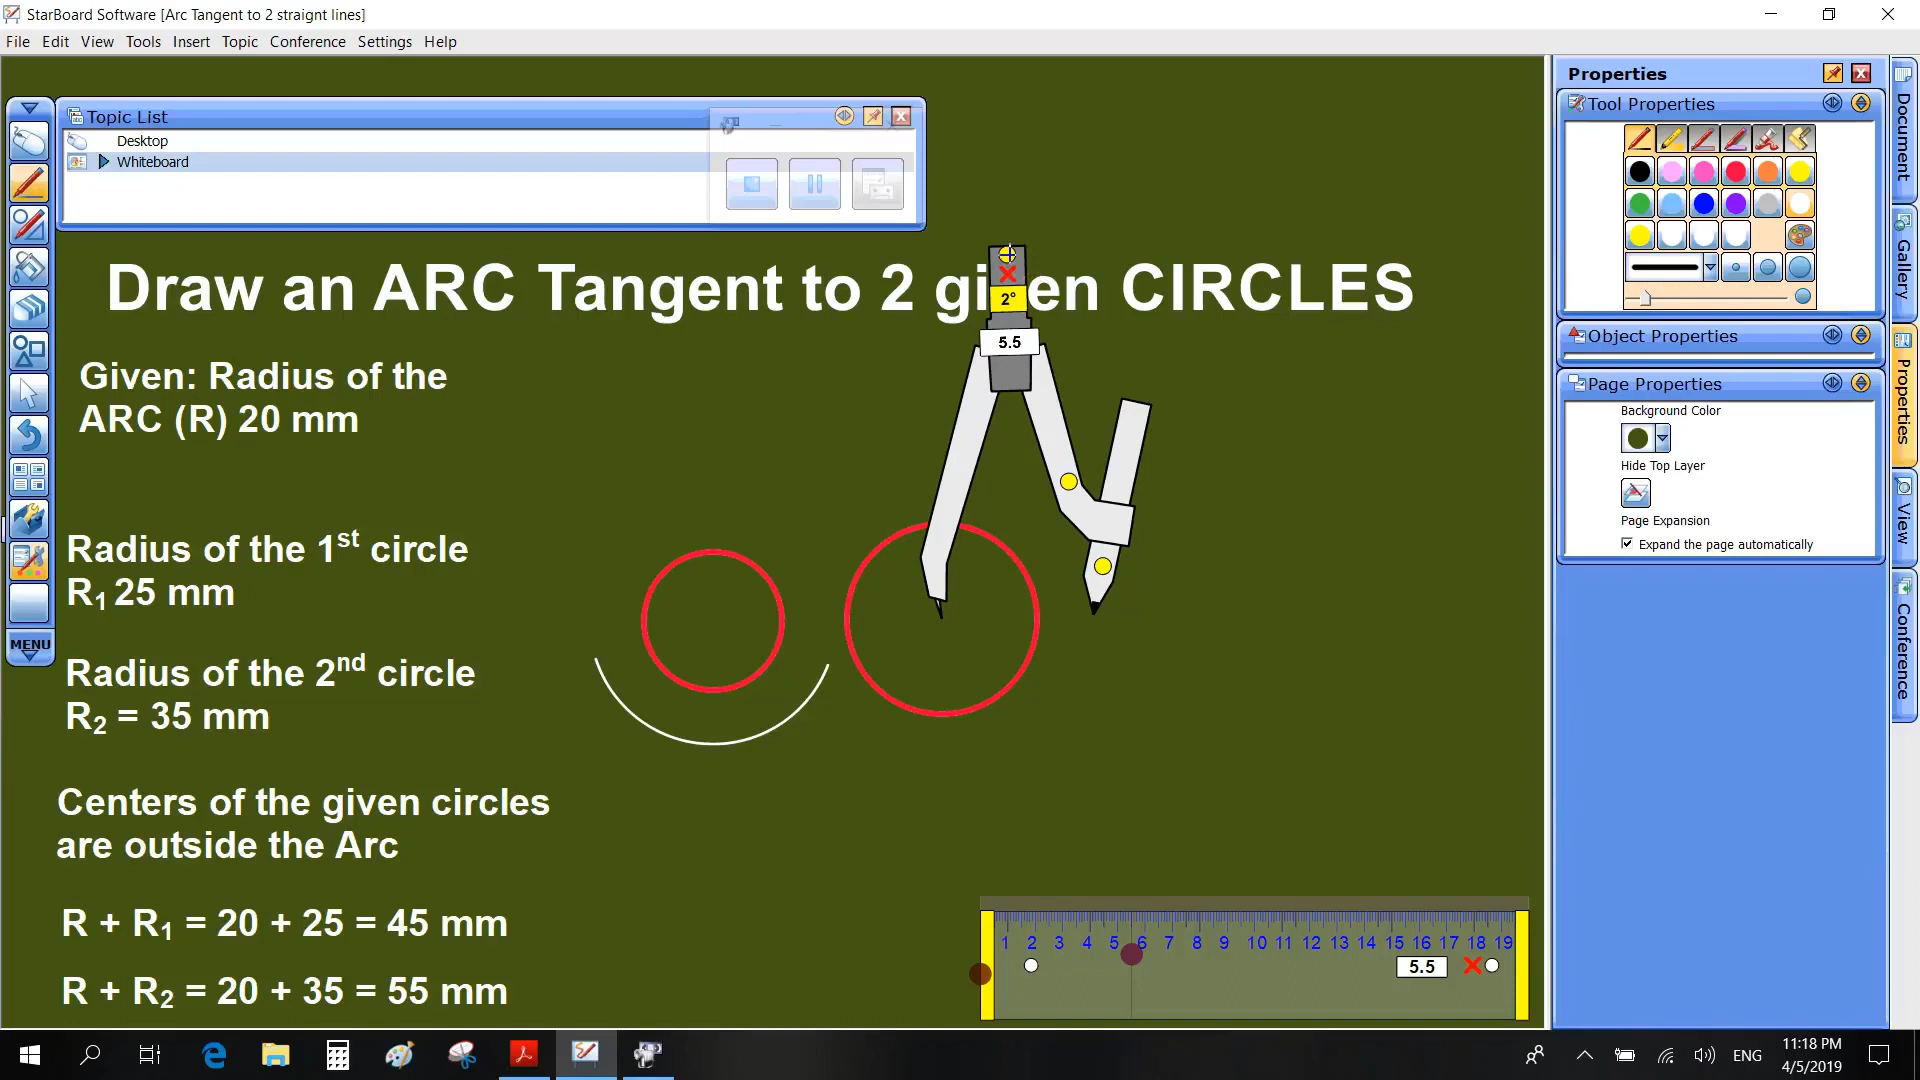 StarBoard Software [Arc Tangent to 2 straignt lines]
File Edit View Tools Insert Topic Conference Settings Help
Topic List
Desktop
Whiteboard
Draw an ARC Tangent to 2 gi en CIRCLES
2°
5.5
Given: Radius of the
ARC (R) 20 mm
Radius of the 1st circle
R1 25 mm
Radius of the 2nd circle
R2 = 35 mm
Centers of the given circles
are outside the Arc
R + R1 = 20 + 25 = 45 mm
R + R2 = 20 + 35 = 55 mm
MENU
1 2 3 4 5 6 7 8 9 10 11 12 13 14 15 16 17 18 19
5.5
Properties
Tool Properties
Object Properties
Page Properties
Background Color
Hide Top Layer
Page Expansion
Expand the page automatically
Document
Gallery
Properties
View
Conference
ENG
11:18 PM
4/5/2019